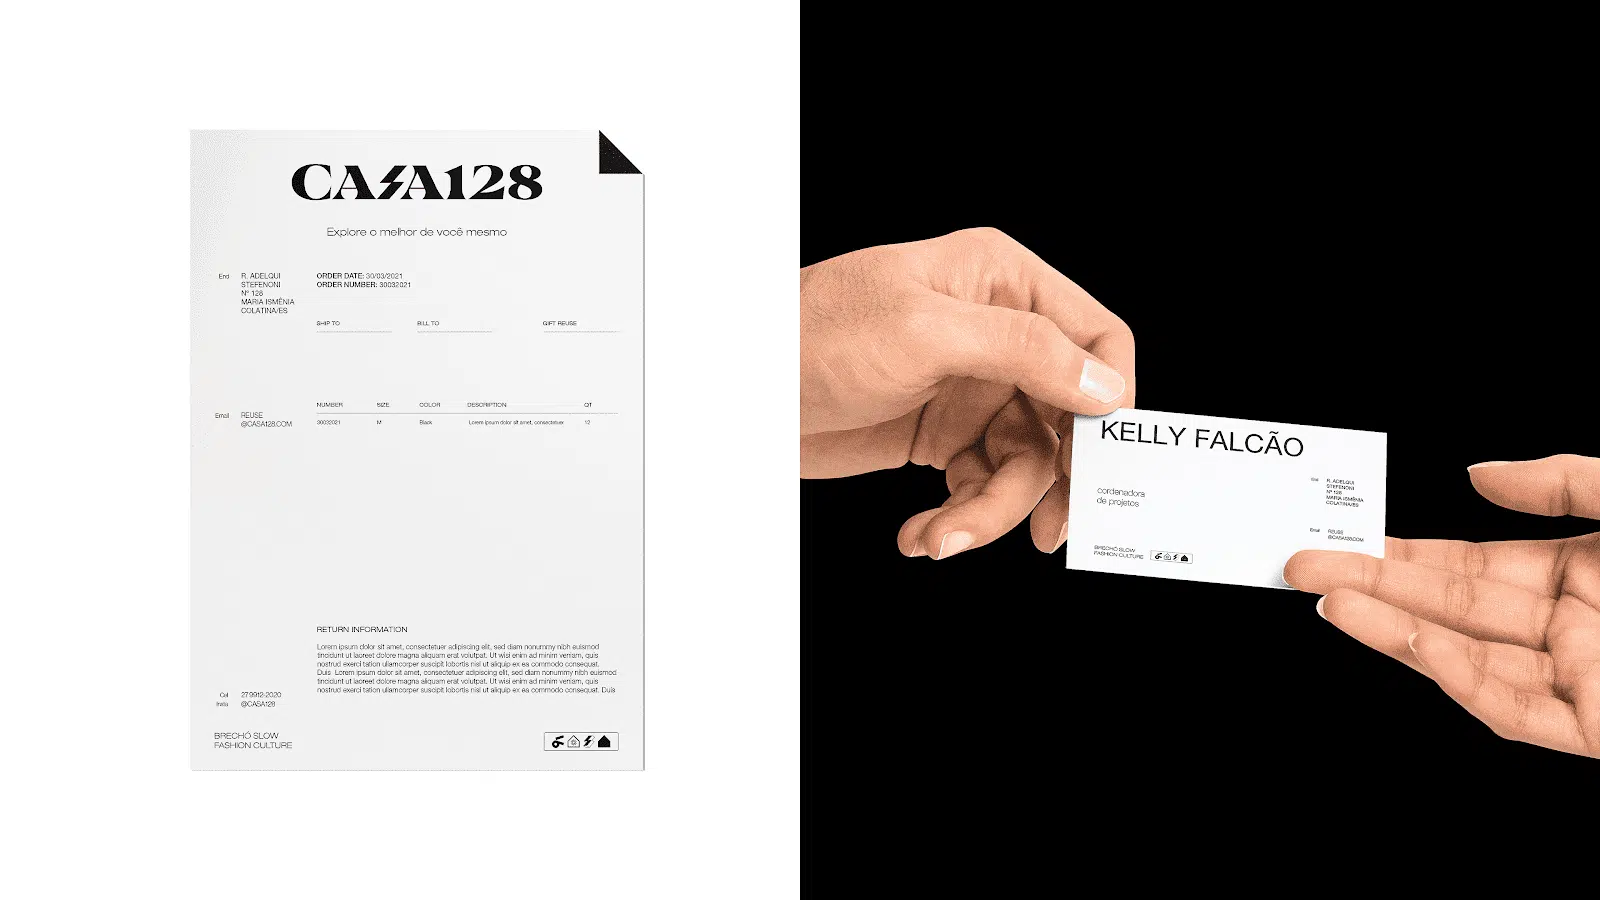 CASA128
Explore o melhor de você mesmo
End
R. ADELQUI
STEFENONI
Nº 128
MARIA ISMÊNIA
COLATINA/ES
ORDER DATE: 30/03/2021
ORDER NUMBER: 30032021
SHIP TO
BILL TO
GIFT REUSE
Email
REUSE
@CASA128.COM
NUMBER SIZE COLOR DESCRIPTION QT
30032021 M Black Lorem ipsum dolor sit amet, consectetuer 12
RETURN INFORMATION
Lorem ipsum dolor sit amet, consectetuer adipiscing elit, sed diam nonummy nibh euismod
tincidunt ut laoreet dolore magna aliquam erat volutpat. Ut wisi enim ad minim veniam, quis
nostrud exerci tation ullamcorper suscipit lobortis nisl ut aliquip ex ea commodo consequat.
Duis Lorem ipsum dolor sit amet, consectetuer adipiscing elit, sed diam nonummy nibh euismod
tincidunt ut laoreet dolore magna aliquam erat volutpat. Ut wisi enim ad minim veniam, quis
nostrud exerci tation ullamcorper suscipit lobortis nisl ut aliquip ex ea commodo consequat. Duis
Cel 27 9912-2020
Insta @CASA128
BRECHÓ SLOW
FASHION CULTURE
KELLY FALCÃO
cordenadora
de projetos
End
R. ADELQUI
STEFENONI
Nº 128
MARIA ISMÊNIA
COLATINA/ES
Email
REUSE
@CASA128.COM
BRECHÓ SLOW
FASHION CULTURE